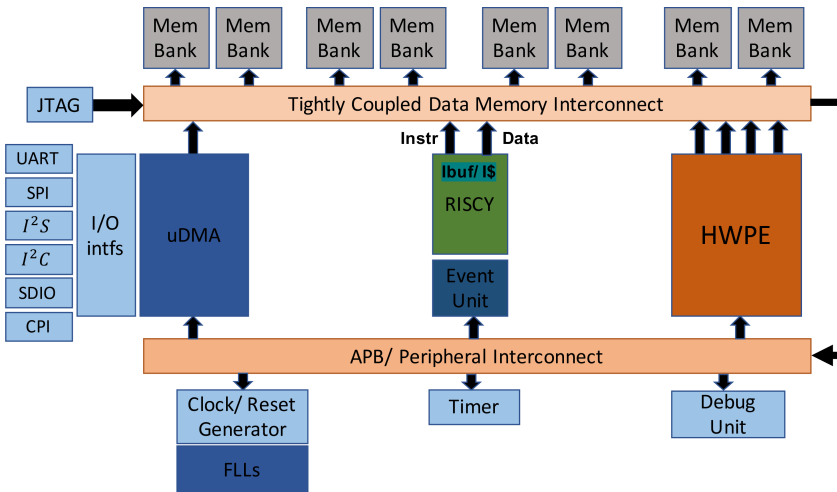 Mem
Bank
Mem
Bank
Mem
Bank
Mem
Bank
Mem
Bank
Mem
Bank
Mem
Bank
Mem
Bank
JTAG
Tightly Coupled Data Memory Interconnect
Instr
Data
UART
SPI
I²S
I²C
SDIO
CPI
I/O
intfs
uDMA
Ibuf/ I$
RISCY
Event
Unit
HWPE
APB/ Peripheral Interconnect
Clock/ Reset
Generator
FLLs
Timer
Debug
Unit